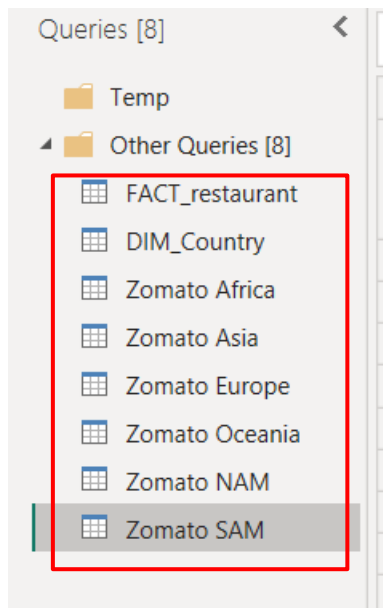 Queries [8]
Temp
Other Queries [8]
FACT_restaurant
DIM_Country
Zomato Africa
Zomato Asia
Zomato Europe
Zomato Oceania
Zomato NAM
Zomato SAM